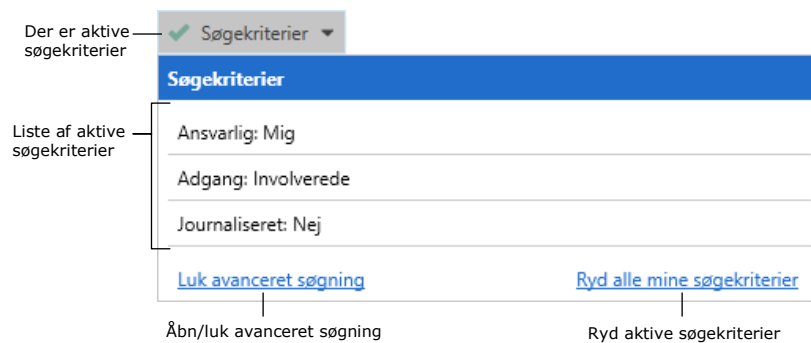 Der er aktive
søgekriterier
Søgekriterier
Søgekriterier
Liste af aktive
søgekriterier
Ansvarlig: Mig
Adgang: Involverede
Journaliseret: Nej
Luk avanceret søgning
Ryd alle mine søgekriterier
Åbn/luk avanceret søgning
Ryd aktive søgekriterier